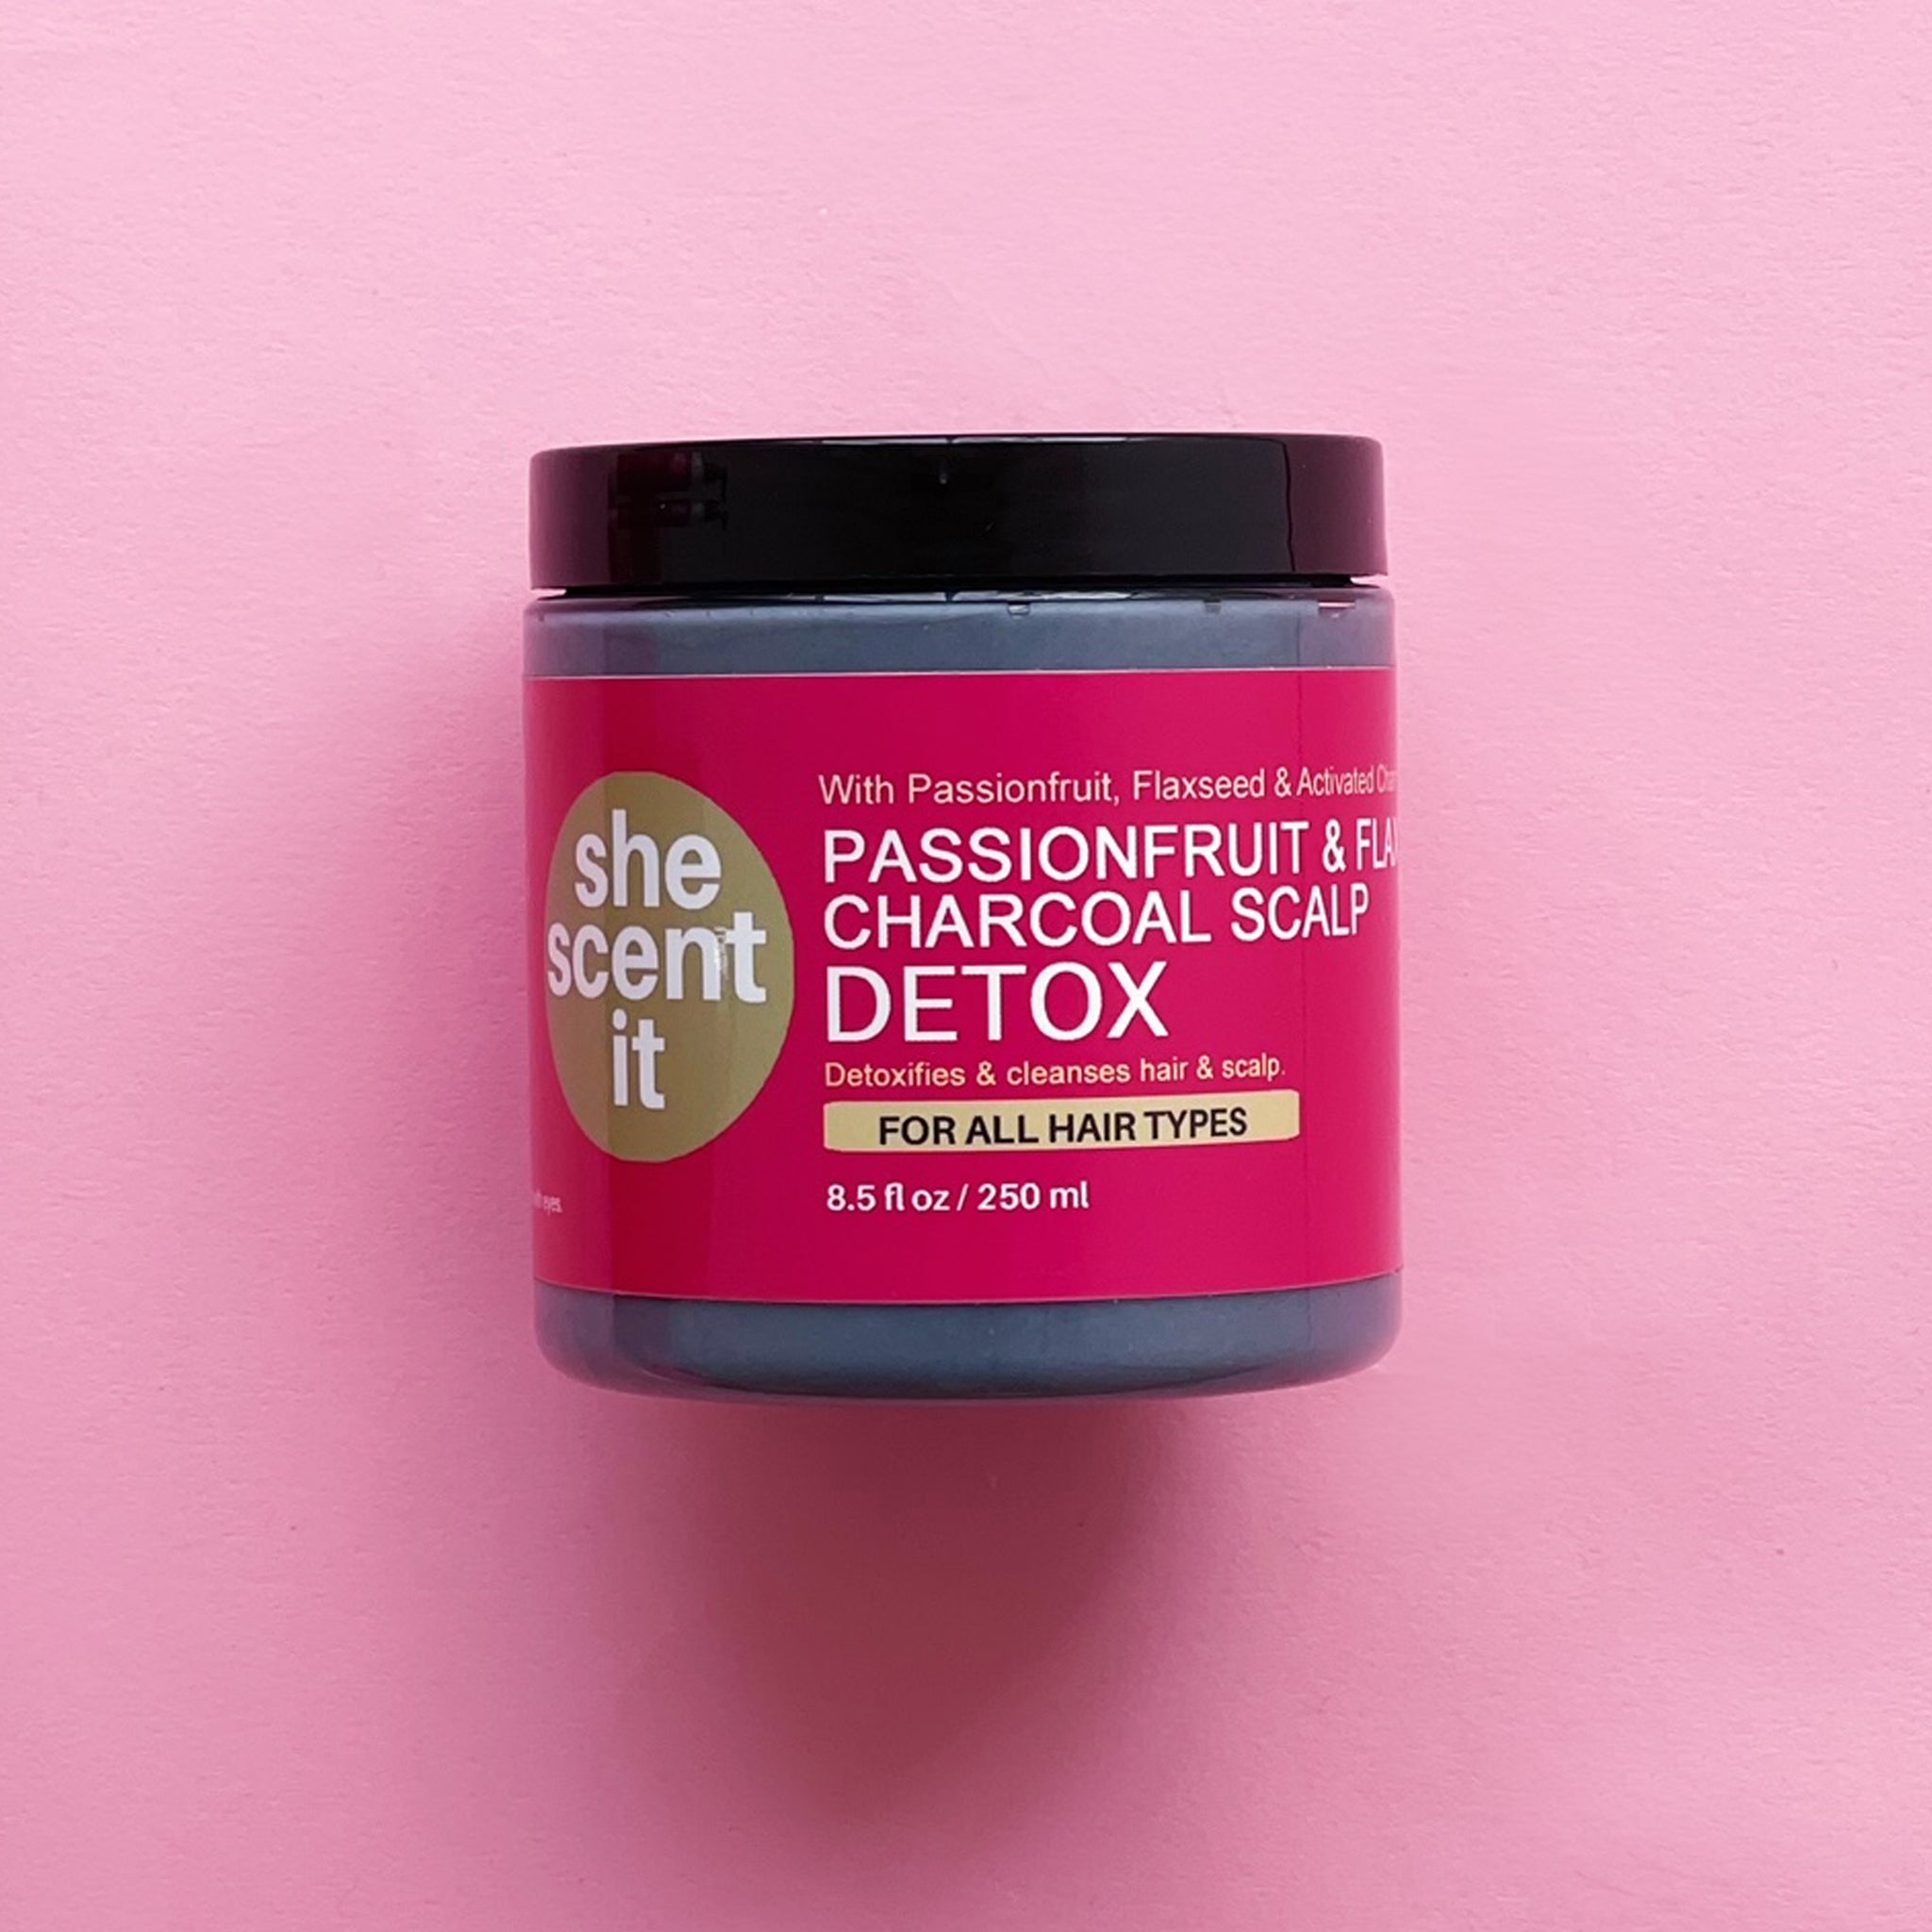 she
scent
it
With Passionfruit, Flaxseed & Activated
PASSIONFRUIT &
CHARCOAL SCALP
DETOX
Detoxifies & cleanses hair & scalp.
FOR ALL HAIR TYPES
8.5 fl oz / 250 ml
eyes.